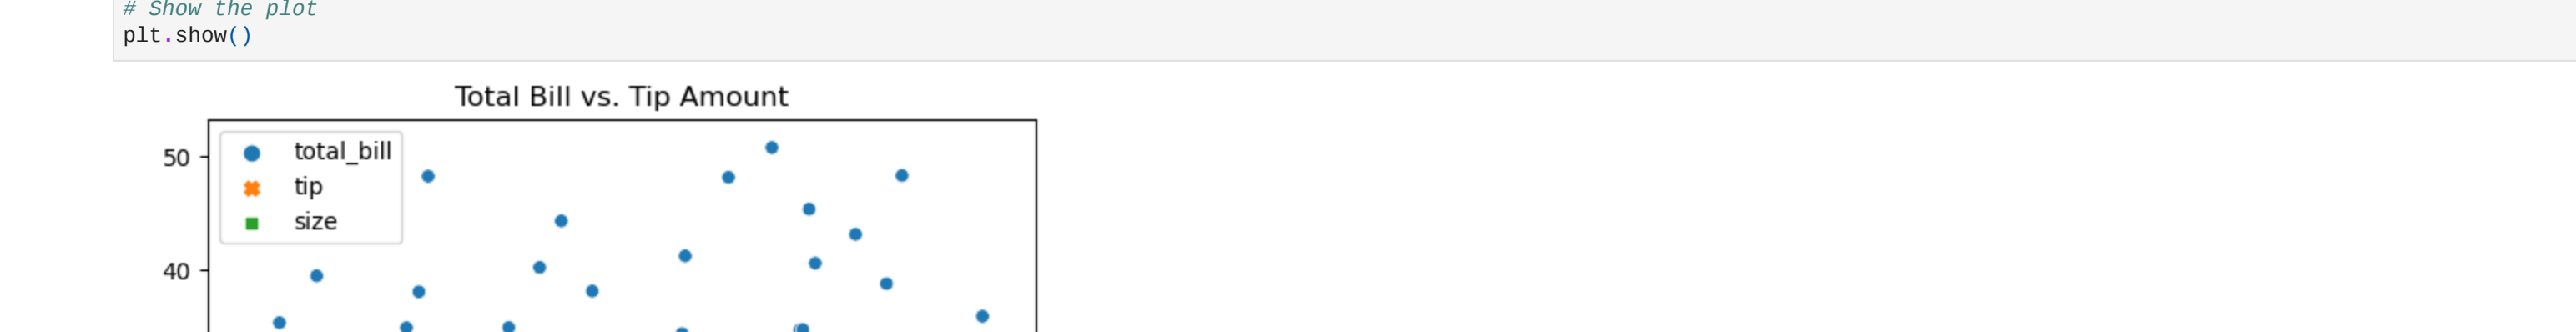 # Show the plot
plt.show()
Total Bill vs. Tip Amount
total_bill
50
tip
size
40